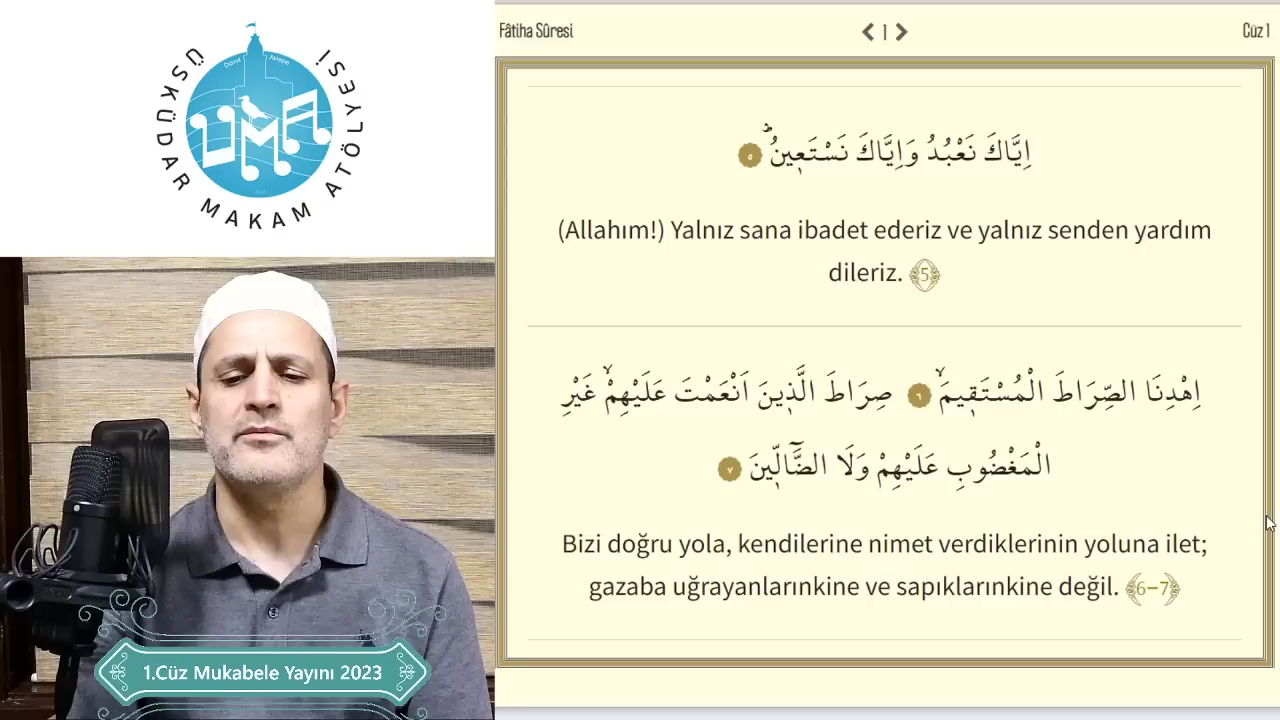 ÜSKÜDAR MAKAM ATÖLYESİ
UMA
1.Cüz Mukabele Yayını 2023
Fâtiha Sûresi
1
Cüz 1
اِيَّاكَ نَعْبُدُ وَاِيَّاكَ نَسْتَع۪ينُۜ ٥
(Allahım!) Yalnız sana ibadet ederiz ve yalnız senden yardım
dileriz. ﴾5﴿
اِهْدِنَا الصِّرَاطَ الْمُسْتَق۪يمَۙ ٦ صِرَاطَ الَّذ۪ينَ اَنْعَمْتَ عَلَيْهِمْۙ غَيْرِ
الْمَغْضُوبِ عَلَيْهِمْ وَلَا الضَّٓالّ۪ينَ ٧
Bizi doğru yola, kendilerine nimet verdiklerinin yoluna ilet;
gazaba uğrayanlarınkine ve sapıklarınkine değil. ﴾6-7﴿